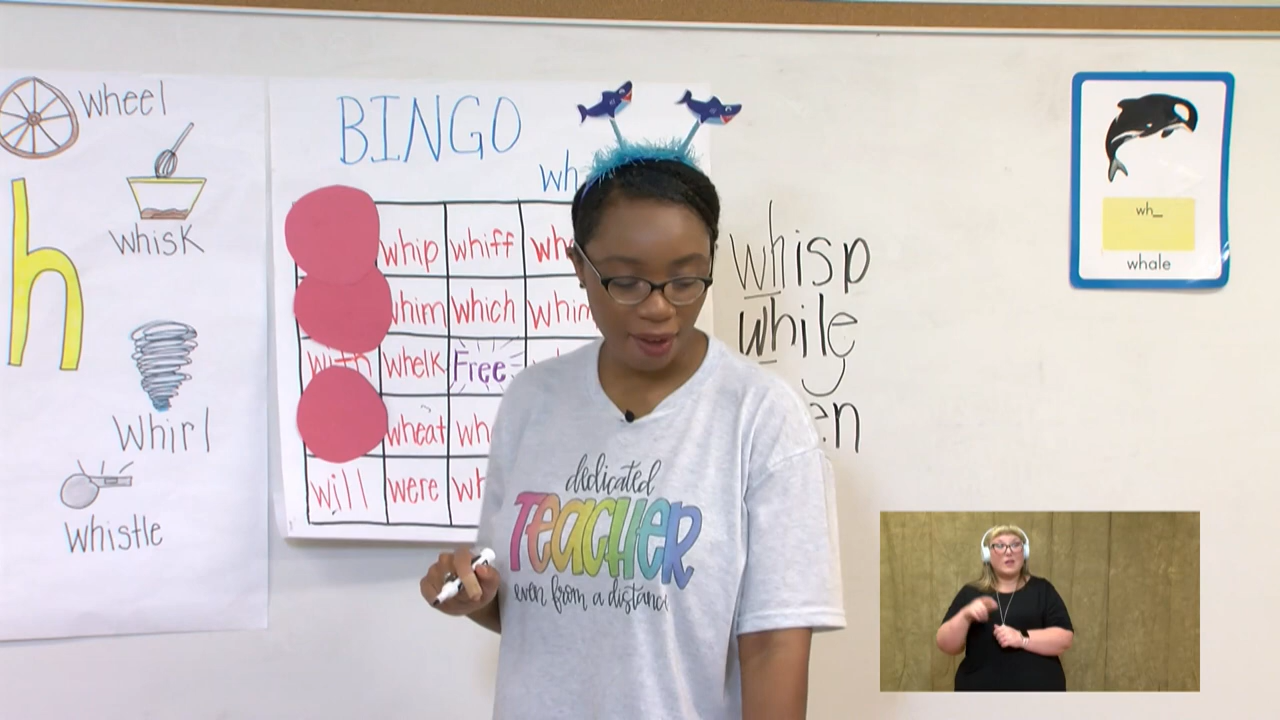 wheel
whisk
h
whirl
whistle
BINGO
wh
whip whiff
whim which
with whelk Free
wheat
will were
whisp
while
dedicated
TEACHER
even from a distance
wh_
whale